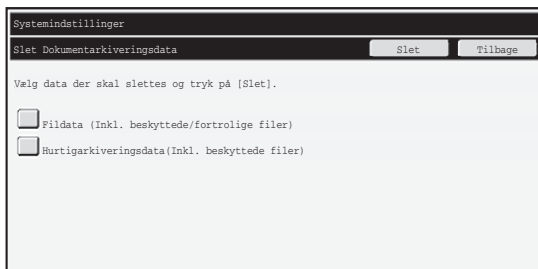 Systemindstillinger
Slet Dokumentarkiveringsdata Slet Tilbage
Vælg data der skal slettes og tryk på [Slet].
Fildata (Inkl. beskyttede/fortrolige filer)
Hurtigarkiveringsdata(Inkl. beskyttede filer)